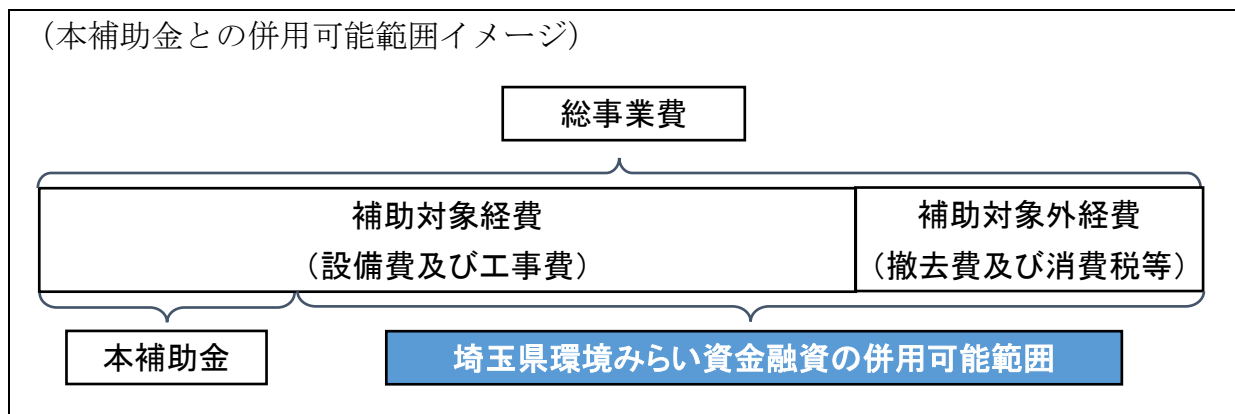 （本補助金との併用可能範囲イメージ）
総事業費
補助対象経費
（設備費及び工事費）
補助対象外経費
（撤去費及び消費税等）
本補助金
埼玉県環境みらい資金融資の併用可能範囲